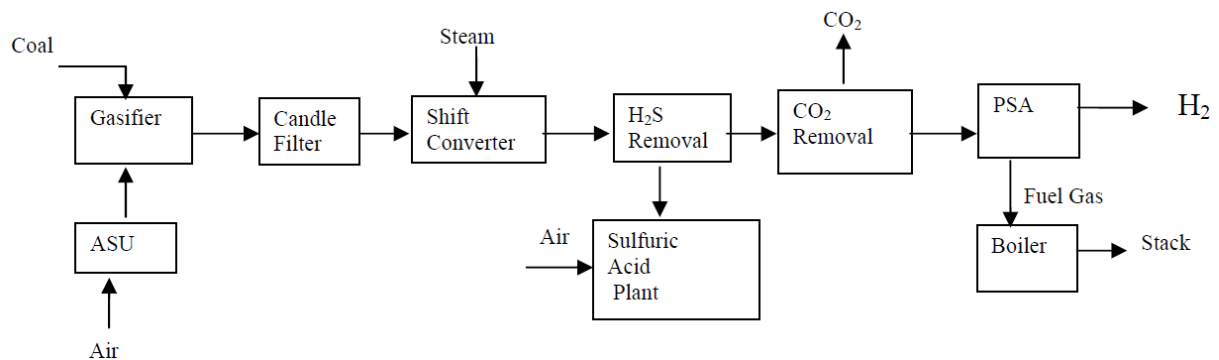 CO₂
Coal
Steam
Gasifier
Candle
Filter
Shift
Converter
H₂S
Removal
CO₂
Removal
PSA
H₂
Fuel Gas
ASU
Air
Sulfuric
Acid
Plant
Boiler
Stack
Air